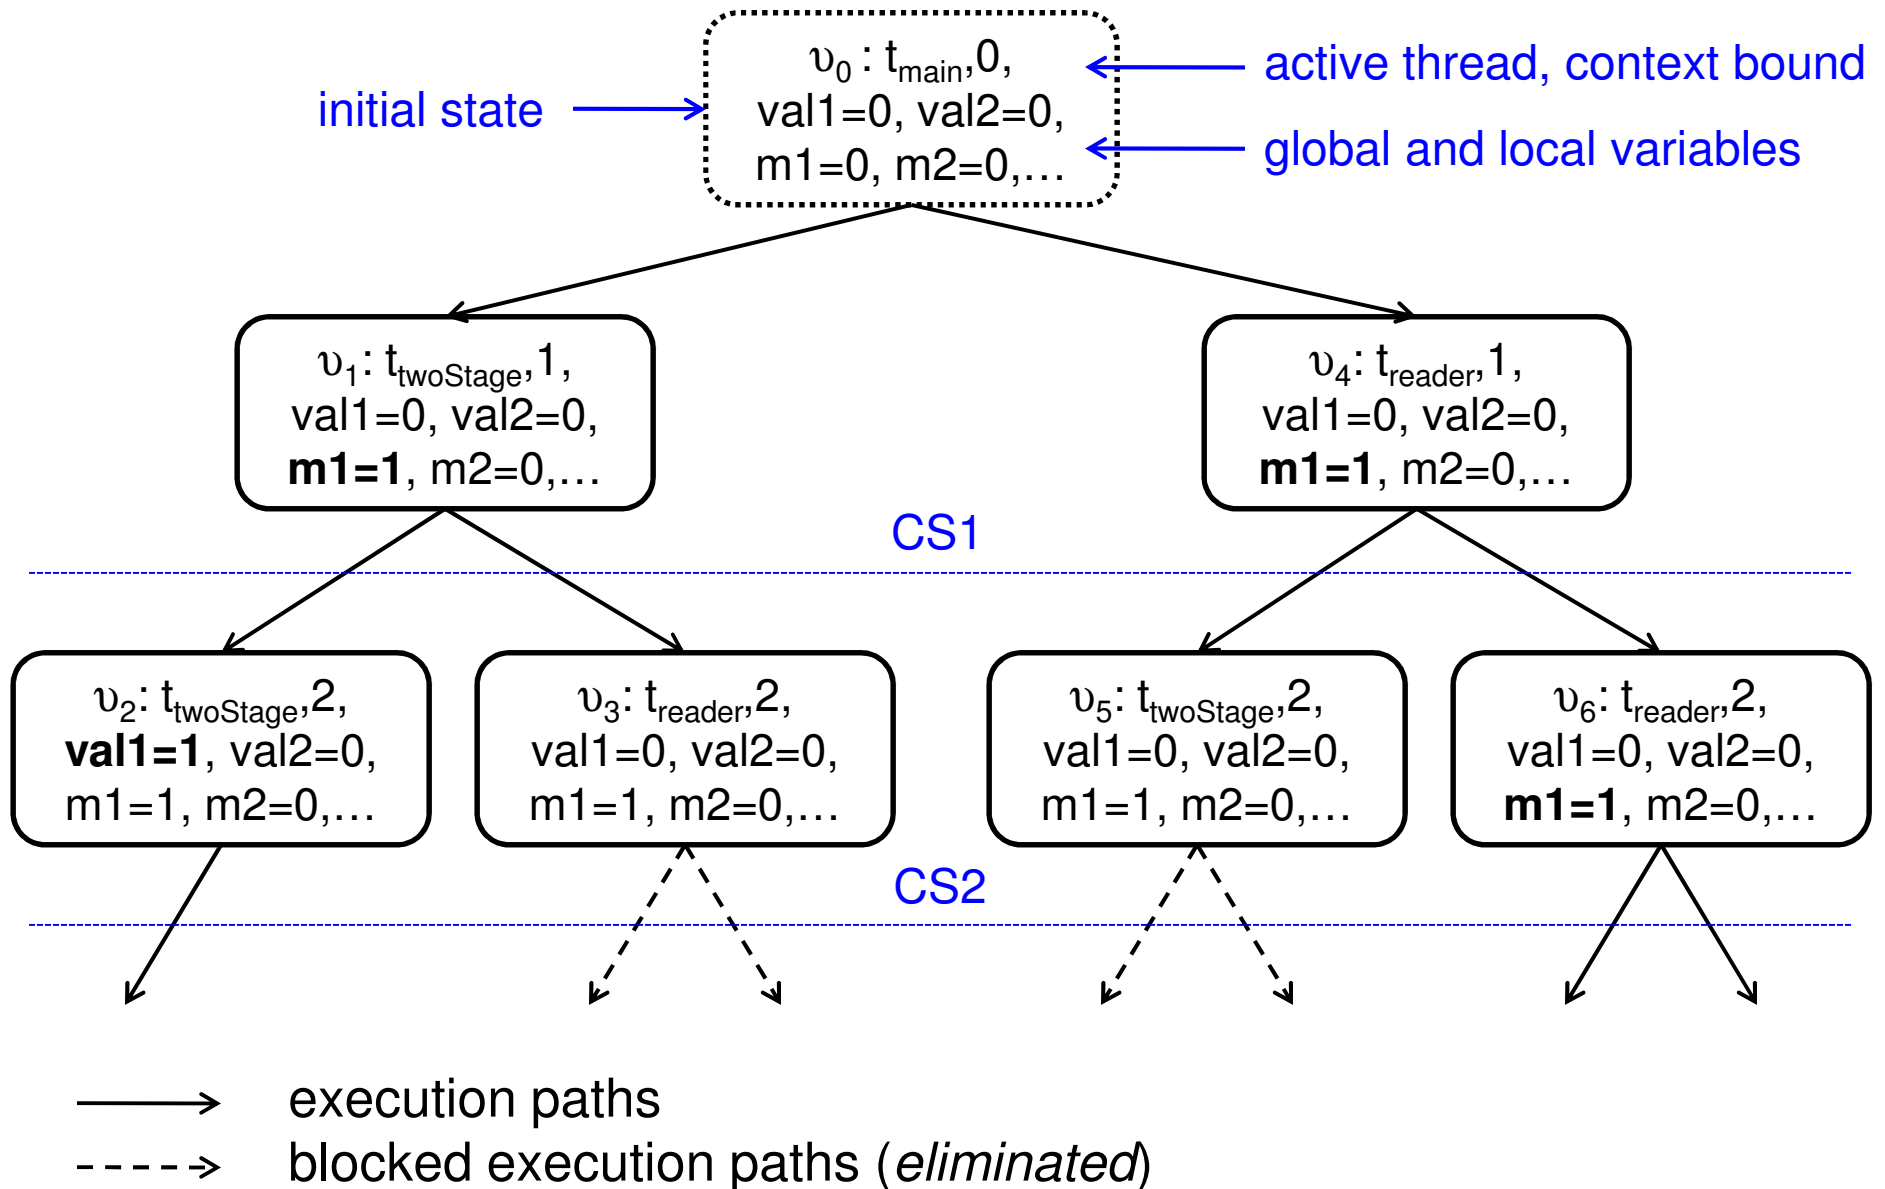 υ0 : tmain,0,
val1=0, val2=0,
m1=0, m2=0,…
initial state
active thread, context bound
global and local variables
υ1: ttwoStage,1,
val1=0, val2=0,
m1=1, m2=0,…
υ4: treader,1,
val1=0, val2=0,
m1=1, m2=0,…
CS1
υ2: ttwoStage,2,
val1=1, val2=0,
m1=1, m2=0,…
υ3: treader,2,
val1=0, val2=0,
m1=1, m2=0,…
υ5: ttwoStage,2,
val1=0, val2=0,
m1=1, m2=0,…
υ6: treader,2,
val1=0, val2=0,
m1=1, m2=0,…
CS2
execution paths
blocked execution paths (eliminated)